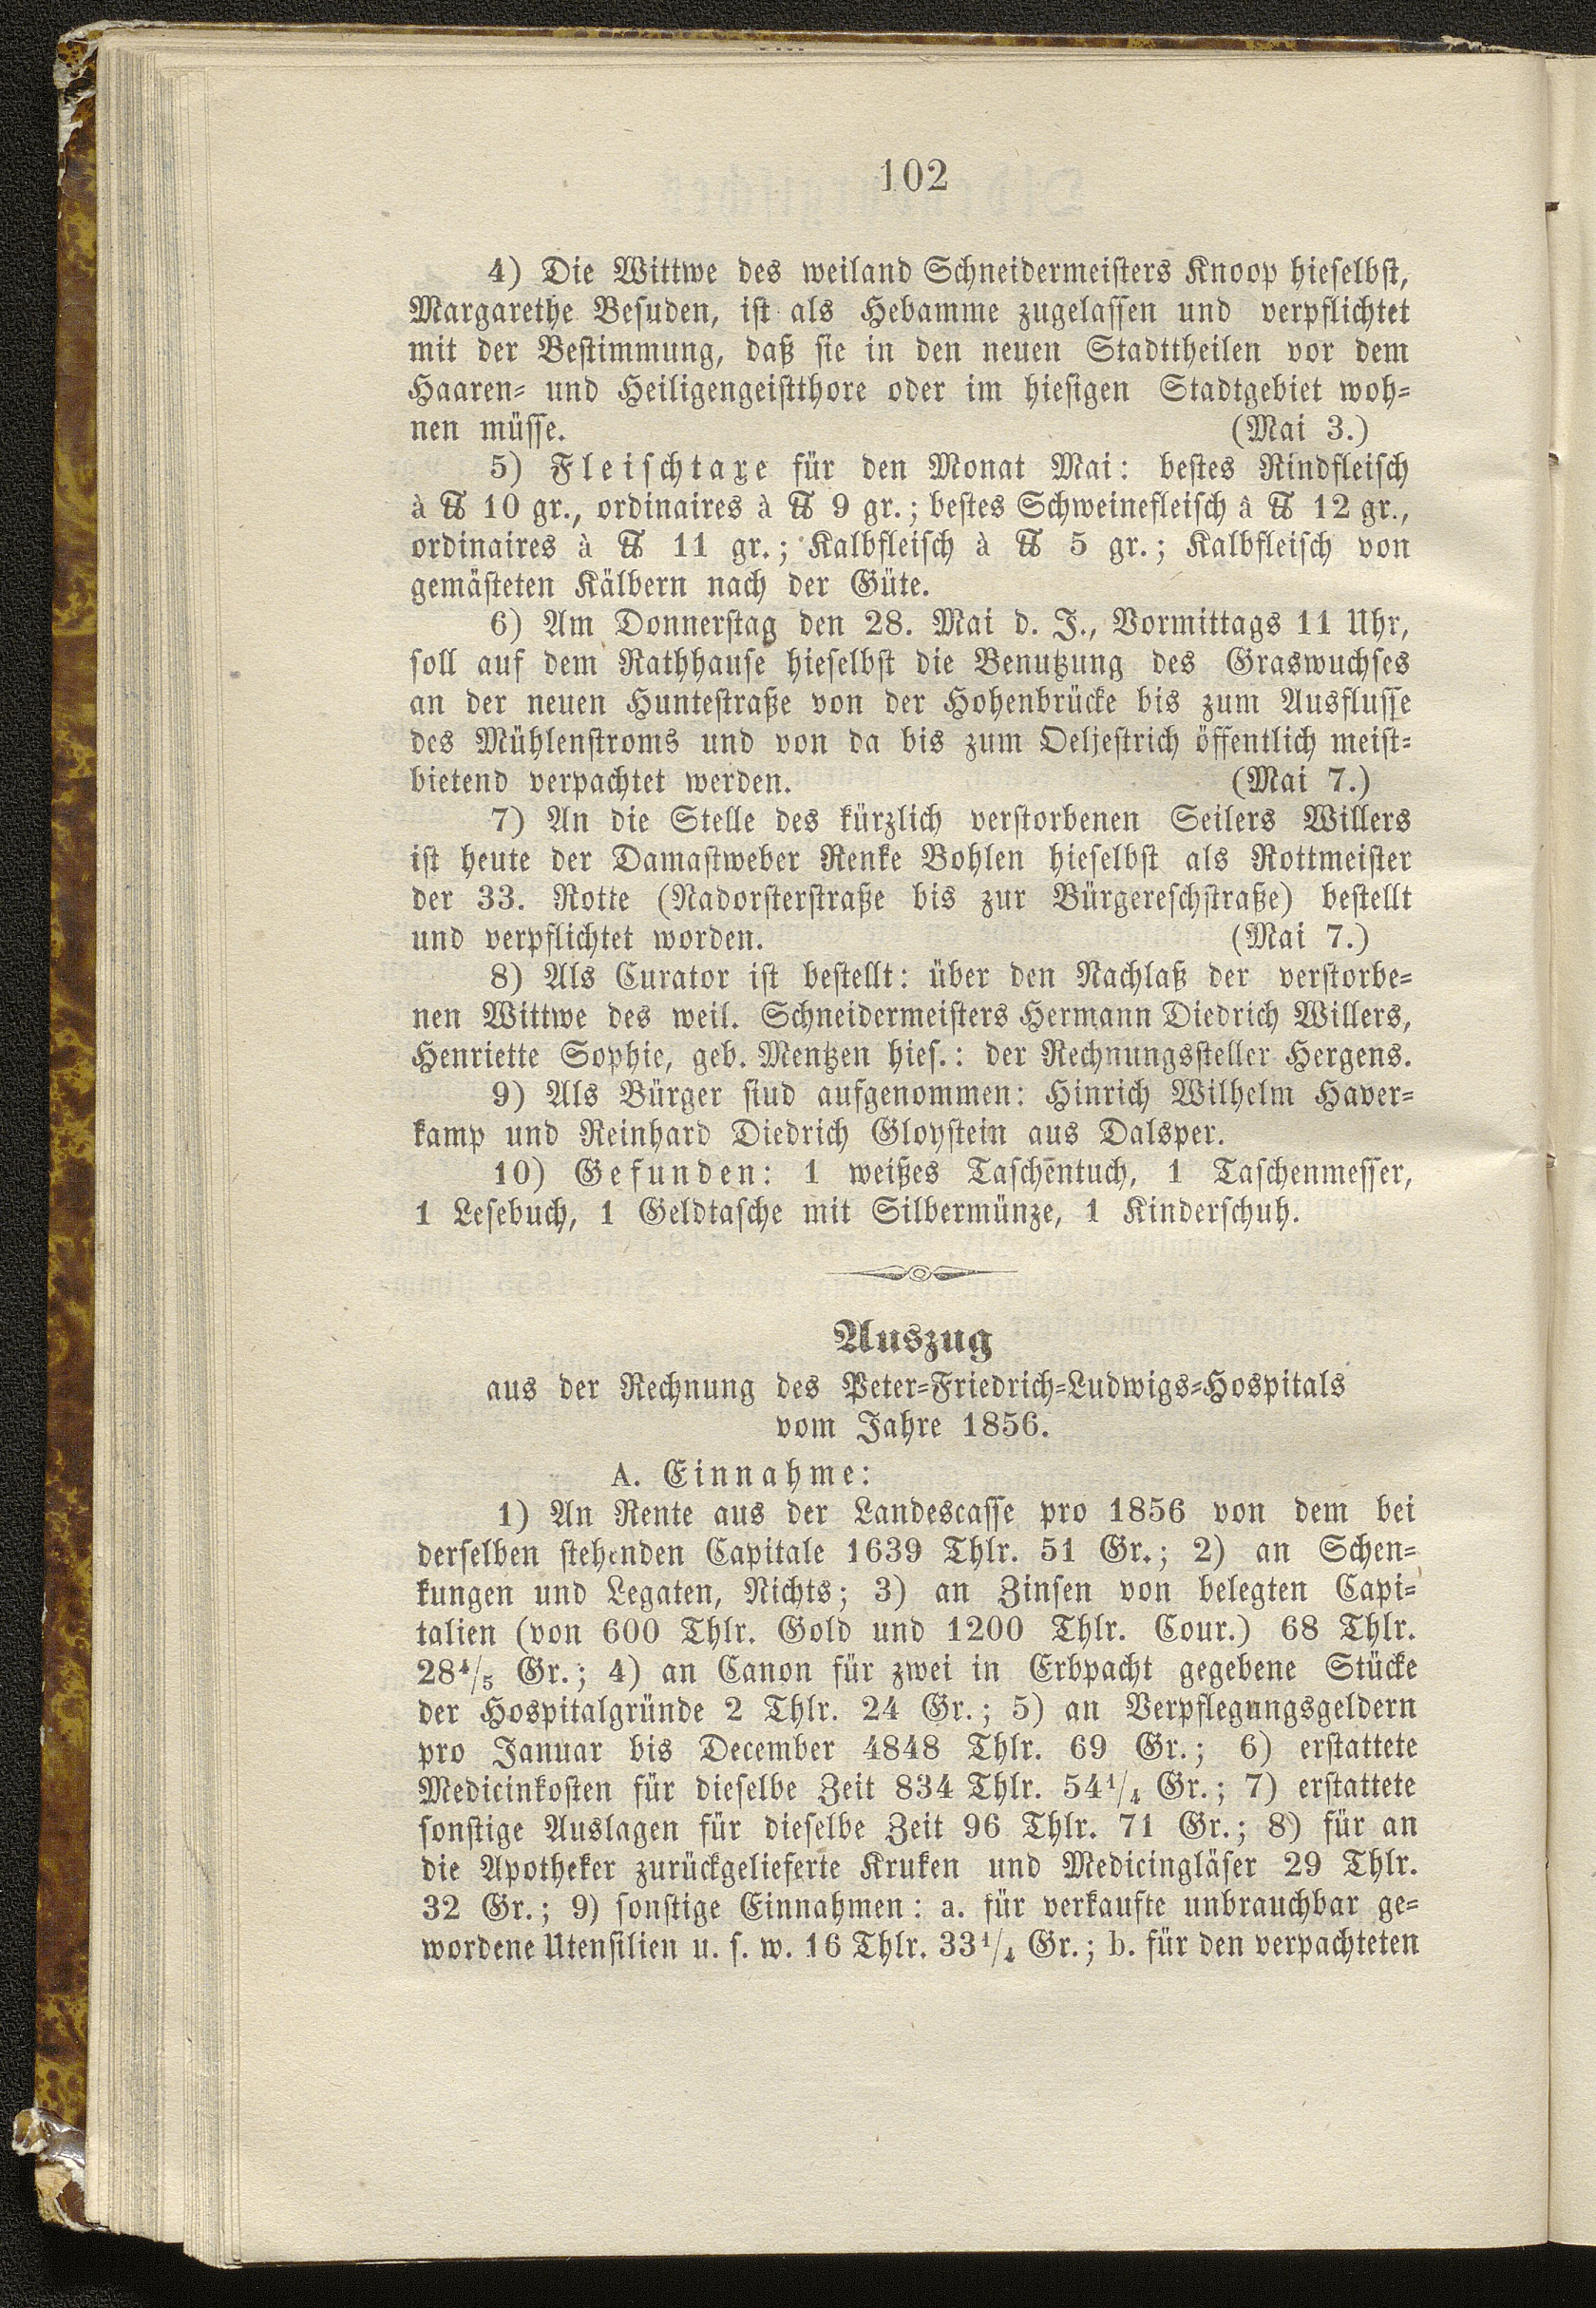 102
4) Die Wittwe des weiland Schneidermeisters Knoop hieselbst,
Margarethe Besuden, ist als Hebamme zugelassen und verpflichtet
mit der Bestimmung, daß sie in den neuen Stadttheilen vor dem
Haaren- und Heiligengeistthore oder im hiesigen Stadtgebiet woh-
nen müsse. (Mai 3.)
5) Fleischtaxe für den Monat Mai: bestes Rindfleisch
à ℔ 10 gr., ordinaires à ℔ 9 gr.; bestes Schweinefleisch â ℔ 12 gr.,
ordinaires à ℔ 11 gr.; Kalbfleisch à ℔ 5 gr.; Kalbfleisch von
gemästeten Kälbern nach der Güte.
6) Am Donnerstag den 28. Mai d. J., Vormittags 11 Uhr,
soll auf dem Rathhause hieselbst die Benutzung des Graswuchses
an der neuen Huntestraße von der Hohenbrücke bis zum Ausflusse
des Mühlenstroms und von da bis zum Oeljestrich öffentlich meist-
bietend verpachtet werden. (Mai 7.)
7) An die Stelle des kürzlich verstorbenen Seilers Willers
ist heute der Damastweber Renke Bohlen hieselbst als Rottmeister
der 33. Rotte (Nadorsterstraße bis zur Bürgereschstraße) bestellt
und verpflichtet worden. (Mai 7.)
8) Als Curator ist bestellt: über den Nachlaß der verstorbe-
nen Wittwe des weil. Schneidermeisters Hermann Diedrich Willers,
Henriette Sophie, geb. Mentzen hies.: der Rechnungssteller Hergens.
9) Als Bürger siud aufgenommen: Hinrich Wilhelm Haver-
kamp und Reinhard Diedrich Gloystein aus Dalsper.
10) Gefunden: 1 weißes Taschentuch, 1 Taschenmesser,
1 Lesebuch, 1 Geldtasche mit Silbermünze, 1 Kinderschuh.
Auszug
aus der Rechnung des Peter-Friedrich-Ludwigs-Hospitals
vom Jahre 1856.
A. Einnahme:
1) An Rente aus der Landescasse pro 1856 von dem bei
derselben stehenden Capitale 1639 Thlr. 51 Gr.; 2) an Schen-
kungen und Legaten, Nichts; 3) an Zinsen von belegten Capi-
talien (von 600 Thlr. Gold und 1200 Thlr. Cour.) 68 Thlr.
28⁴/₅ Gr.; 4) an Canon für zwei in Erbpacht gegebene Stücke
der Hospitalgründe 2 Thlr. 24 Gr.; 5) an Verpflegungsgeldern
pro Januar bis December 4848 Thlr. 69 Gr.; 6) erstattete
Medicinkosten für dieselbe Zeit 834 Thlr. 54¹/₄ Gr.; 7) erstattete
sonstige Auslagen für dieselbe Zeit 96 Thlr. 71 Gr.; 8) für an
die Apotheker zurückgelieferte Kruken und Medicingläser 29 Thlr.
32 Gr.; 9) sonstige Einnahmen: a. für verkaufte unbrauchbar ge-
wordene Utensilien u. s. w. 16 Thlr. 33¹/₄ Gr.; b. für den verpachteten